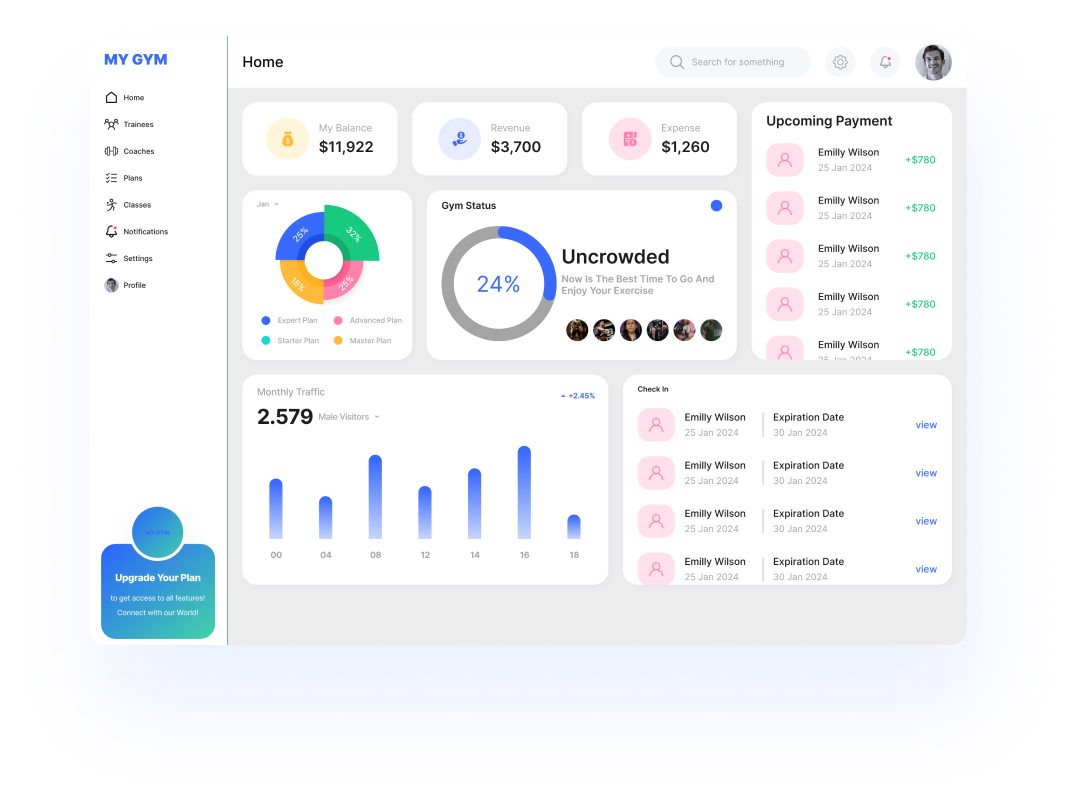 MY GYM
Home
Trainees
Coaches
Plans
Classes
Notifications
Settings
Profile
MY GYM
Upgrade Your Plan
to get access to all features!
Connect with our World!
Home
Search for something
My Balance
$11,922
Revenue
$3,700
Expense
$1,260
Jan
25%
32%
18%
25%
Expert Plan
Advanced Plan
Starter Plan
Master Plan
Gym Status
24%
Uncrowded
Now Is The Best Time To Go And
Enjoy Your Exercise
Upcoming Payment
Emilly Wilson
25 Jan 2024
+$780
Emilly Wilson
25 Jan 2024
+$780
Emilly Wilson
25 Jan 2024
+$780
Emilly Wilson
25 Jan 2024
+$780
Emilly Wilson
25 Jan 2024
+$780
Monthly Traffic
2.579 Male Visitors
+2.45%
00 04 08 12 14 16 18
Check In
Emilly Wilson Expiration Date
25 Jan 2024 30 Jan 2024
view
Emilly Wilson Expiration Date
25 Jan 2024 30 Jan 2024
view
Emilly Wilson Expiration Date
25 Jan 2024 30 Jan 2024
view
Emilly Wilson Expiration Date
25 Jan 2024 30 Jan 2024
view